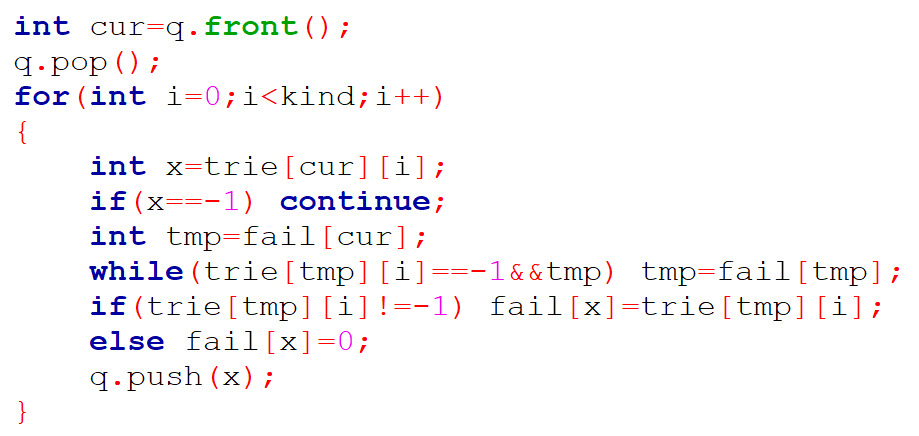 int cur=q.front();
q.pop();
for(int i=0;i<kind;i++)
{
    int x=trie[cur][i];
    if(x==-1) continue;
    int tmp=fail[cur];
    while(trie[tmp][i]==-1&&tmp) tmp=fail[tmp];
    if(trie[tmp][i]!=-1) fail[x]=trie[tmp][i];
    else fail[x]=0;
    q.push(x);
}